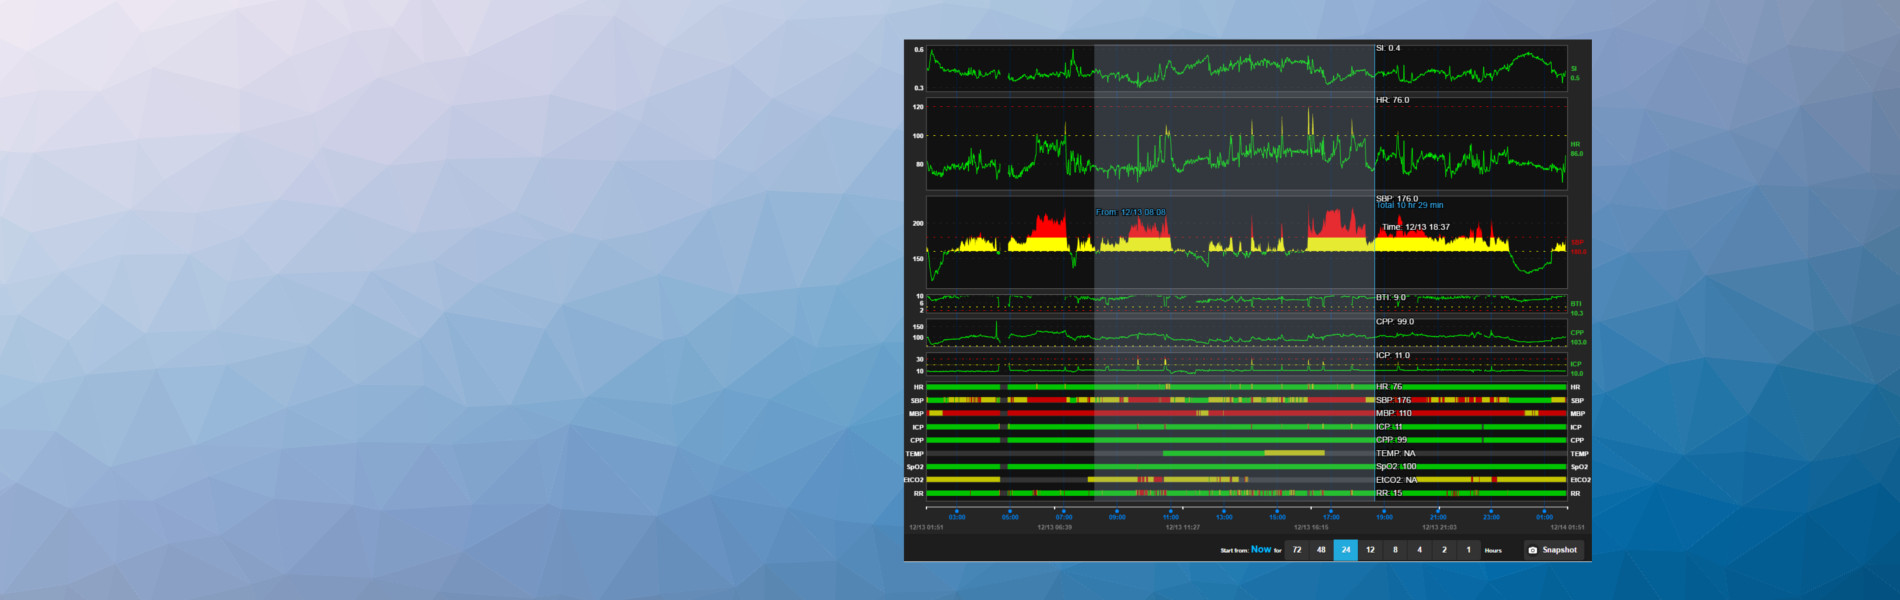 0.6
SI: 0.4
SI
0.5
0.3
120
HR: 76.0
100
HR
86.0
80
SBP: 176.0
Total 10 hr 29 min
From: 12/13 08:08
200
Time: 12/13 18:37
SBP
150
10
6
2
BTI: 9.0
BTI
10.3
150
100
CPP: 99.0
CPP
103.0
30
10
ICP: 11.0
ICP
10.0
HR HR: 76 HR
SBP SBP: 176 SBP
MBP MBP: 110 MBP
ICP ICP: 11 ICP
CPP CPP: 99 CPP
TEMP TEMP: NA TEMP
SpO2 SpO2: 100 SpO2
EtCO2 EtCO2: NA EtCO2
RR RR: 15 RR
03:00 05:00 07:00 09:00 11:00 13:00 15:00 17:00 19:00 21:00 23:00 01:00
12/13 01:51 12/13 06:39 12/13 11:27 12/13 16:15 12/13 21:03 12/14 01:51
Start from: Now for 72 48 24 12 8 4 2 1 Hours Snapshot